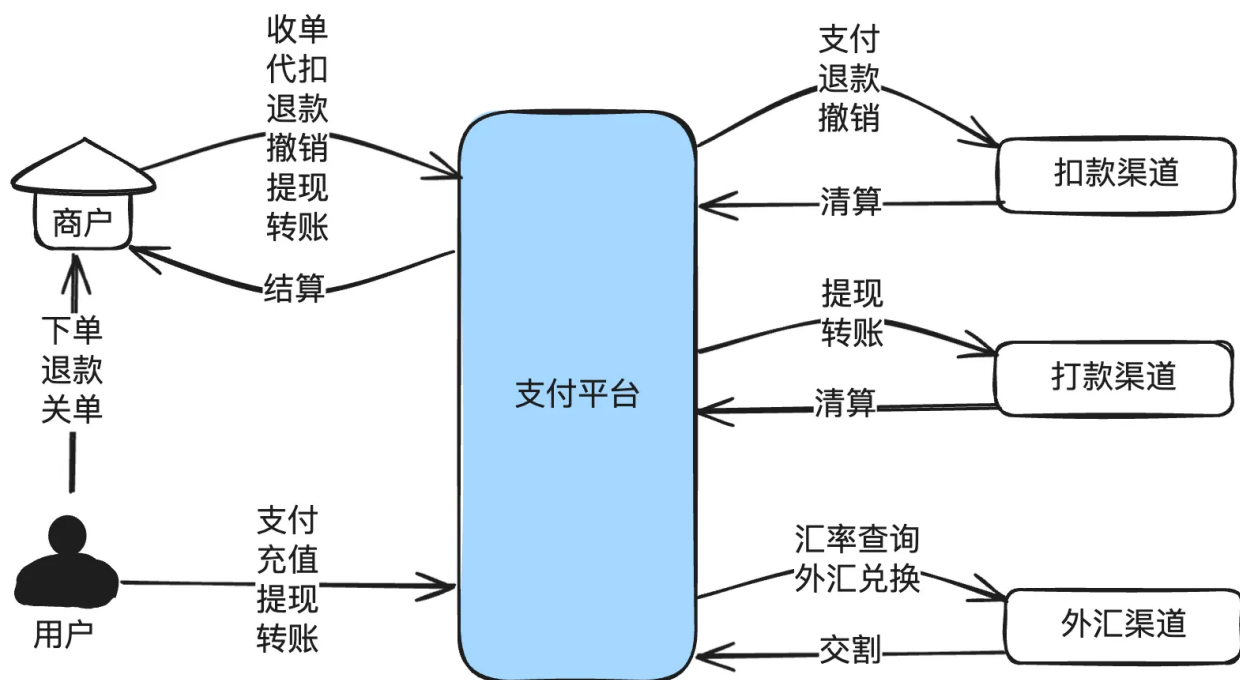 收单
代扣
退款
撤销
提现
转账
商户
结算
下单
退款
关单
用户
支付
充值
提现
转账
支付平台
支付
退款
撤销
扣款渠道
清算
提现
转账
打款渠道
清算
汇率查询
外汇兑换
外汇渠道
交割